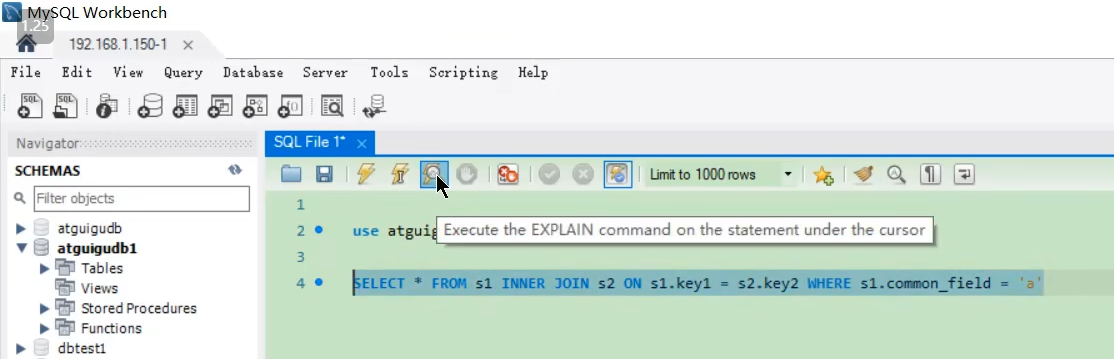 MySQL Workbench
1.25
192.168.1.150-1
File Edit View Query Database Server Tools Scripting Help
Navigator
SQL File 1*
SCHEMAS
Limit to 1000 rows
Filter objects
1
atguigudb
2 use atguig
Execute the EXPLAIN command on the statement under the cursor
atguigudb1
3
Tables
4 SELECT * FROM s1 INNER JOIN s2 ON s1.key1 = s2.key2 WHERE s1.common_field = 'a'
Views
Stored Procedures
Functions
dbtest1